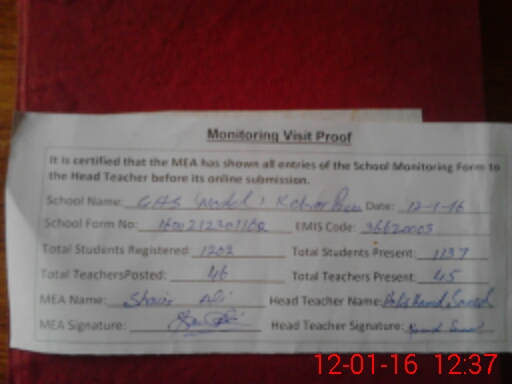 Monitoring Visit Proof
It is certified that the MEA has shown all entries of the School Monitoring Form to
the Head Teacher before its online submission.
School Name: Date: 12-1-16
School Form No: EMIS Code: 36620003
Total Students Registered: 1202 Total Students Present: 1137
Total TeachersPosted: 46 Total Teachers Present: 45
MEA Name: Ali Head Teacher Name:
MEA Signature: Head Teacher Signature:
12-01-16 12:37